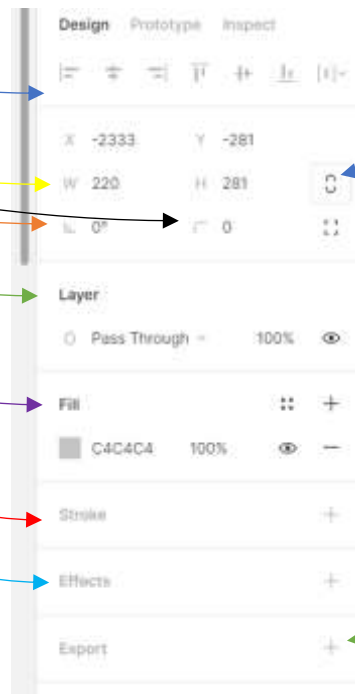 Design Prototype Inspect
X -2333 Y -281
W 220 H 281
0° 0
Layer
Pass Through 100%
Fill
C4C4C4 100%
Stroke
Effects
Export